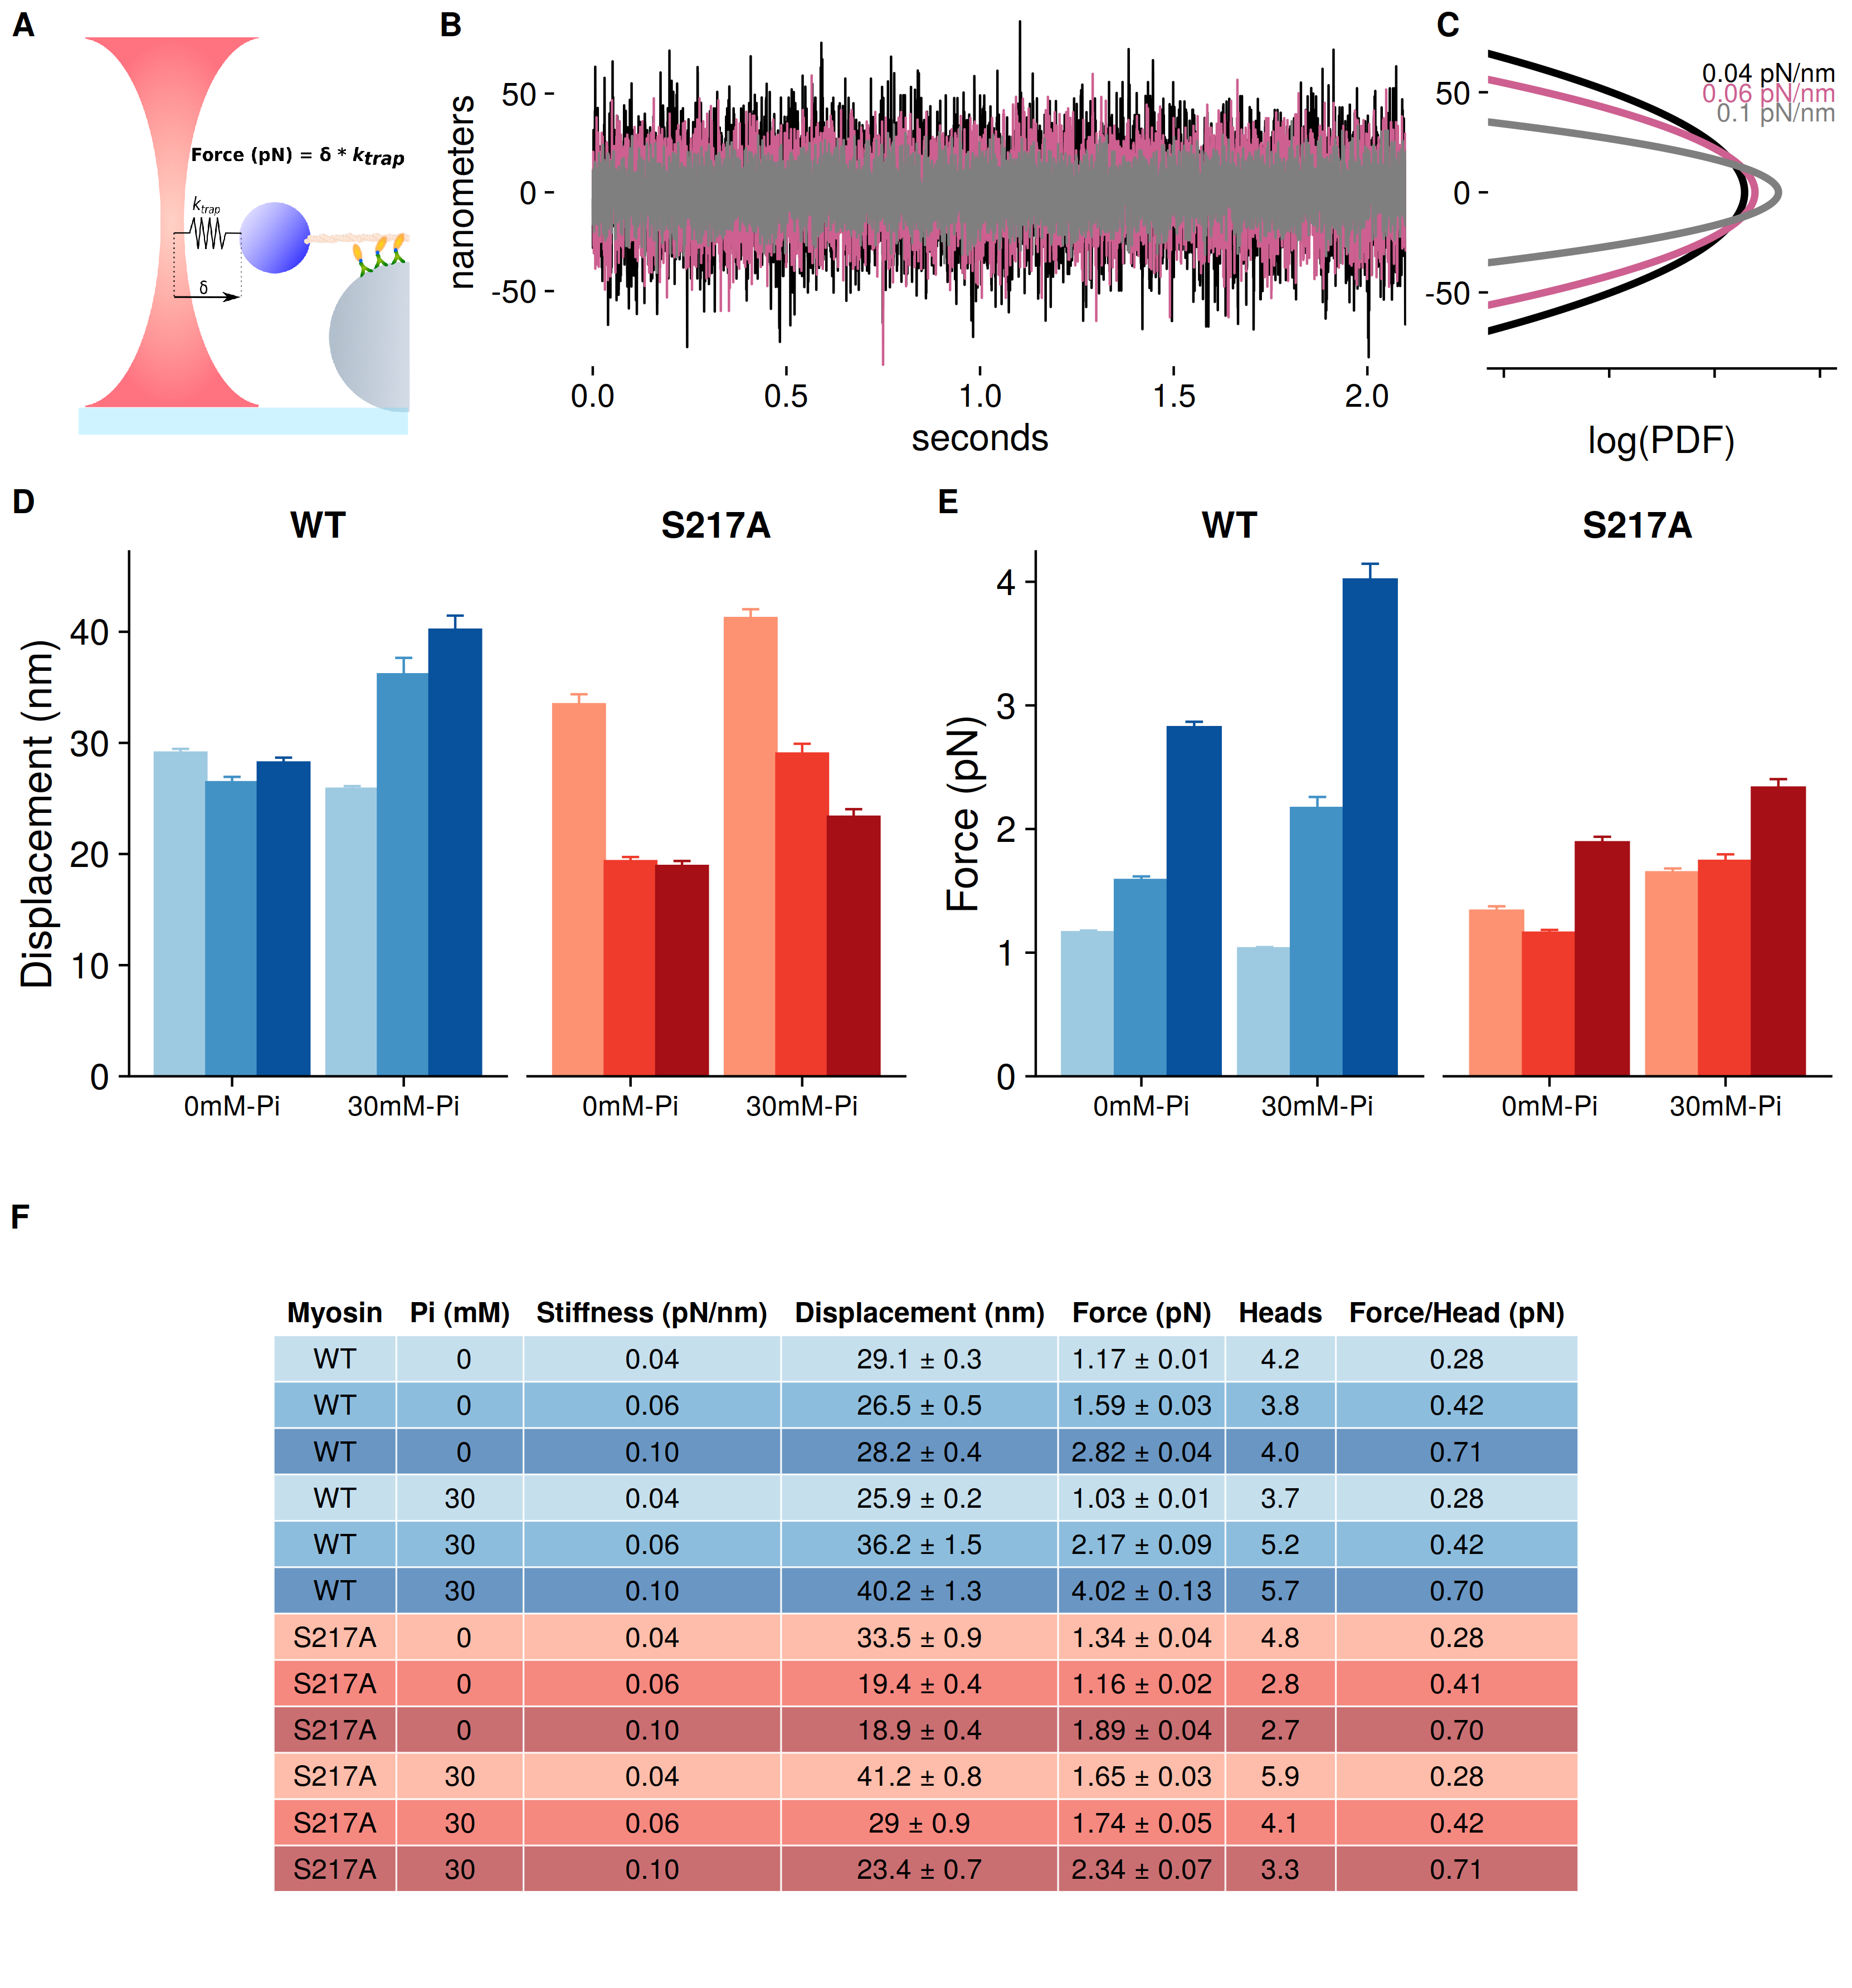 A
Force (pN) = δ * ktrap
ktrap
δ
B
nanometers
50
0
-50
0.0 0.5 1.0 1.5 2.0
seconds
C
0.04 pN/nm
0.06 pN/nm
0.1 pN/nm
50
0
-50
log(PDF)
D
WT S217A
Displacement (nm)
40
30
20
10
0
0mM-Pi 30mM-Pi 0mM-Pi 30mM-Pi
E
WT S217A
Force (pN)
4
3
2
1
0
0mM-Pi 30mM-Pi 0mM-Pi 30mM-Pi
F
Myosin Pi (mM) Stiffness (pN/nm) Displacement (nm) Force (pN) Heads Force/Head (pN)
WT 0 0.04 29.1 ± 0.3 1.17 ± 0.01 4.2 0.28
WT 0 0.06 26.5 ± 0.5 1.59 ± 0.03 3.8 0.42
WT 0 0.10 28.2 ± 0.4 2.82 ± 0.04 4.0 0.71
WT 30 0.04 25.9 ± 0.2 1.03 ± 0.01 3.7 0.28
WT 30 0.06 36.2 ± 1.5 2.17 ± 0.09 5.2 0.42
WT 30 0.10 40.2 ± 1.3 4.02 ± 0.13 5.7 0.70
S217A 0 0.04 33.5 ± 0.9 1.34 ± 0.04 4.8 0.28
S217A 0 0.06 19.4 ± 0.4 1.16 ± 0.02 2.8 0.41
S217A 0 0.10 18.9 ± 0.4 1.89 ± 0.04 2.7 0.70
S217A 30 0.04 41.2 ± 0.8 1.65 ± 0.03 5.9 0.28
S217A 30 0.06 29 ± 0.9 1.74 ± 0.05 4.1 0.42
S217A 30 0.10 23.4 ± 0.7 2.34 ± 0.07 3.3 0.71